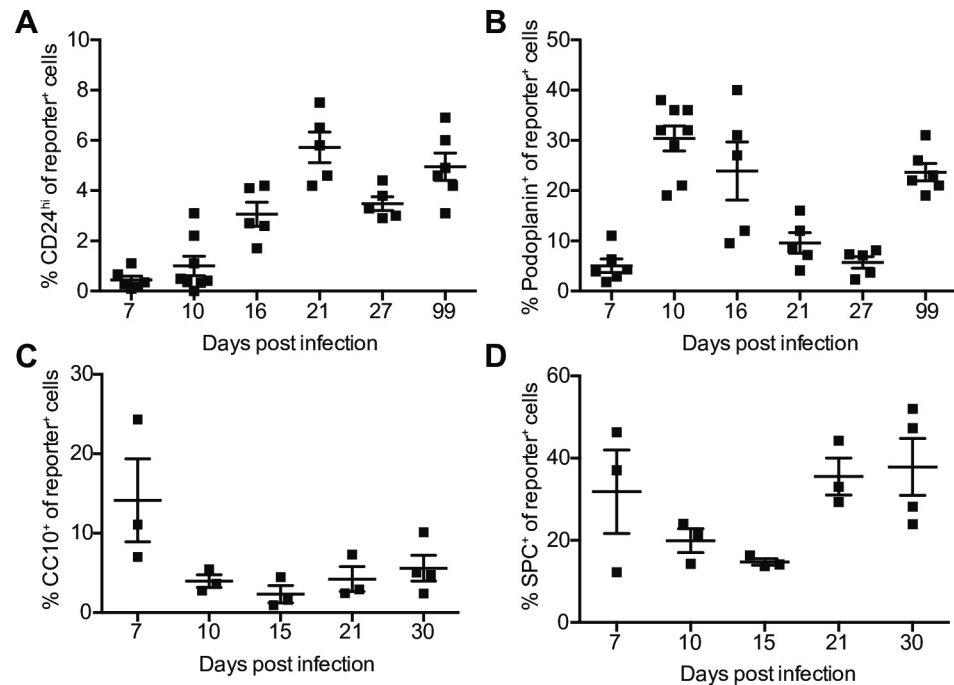 A
% CD24ʰⁱ of reporter⁺ cells
10
8
6
4
2
0
7 10 16 21 27 99
Days post infection
B
% Podoplanin⁺ of reporter⁺ cells
50
40
30
20
10
0
7 10 16 21 27 99
Days post infection
C
% CC10⁺ of reporter⁺ cells
30
20
10
0
7 10 15 21 30
Days post infection
D
% SPC⁺ of reporter⁺ cells
60
40
20
0
7 10 15 21 30
Days post infection